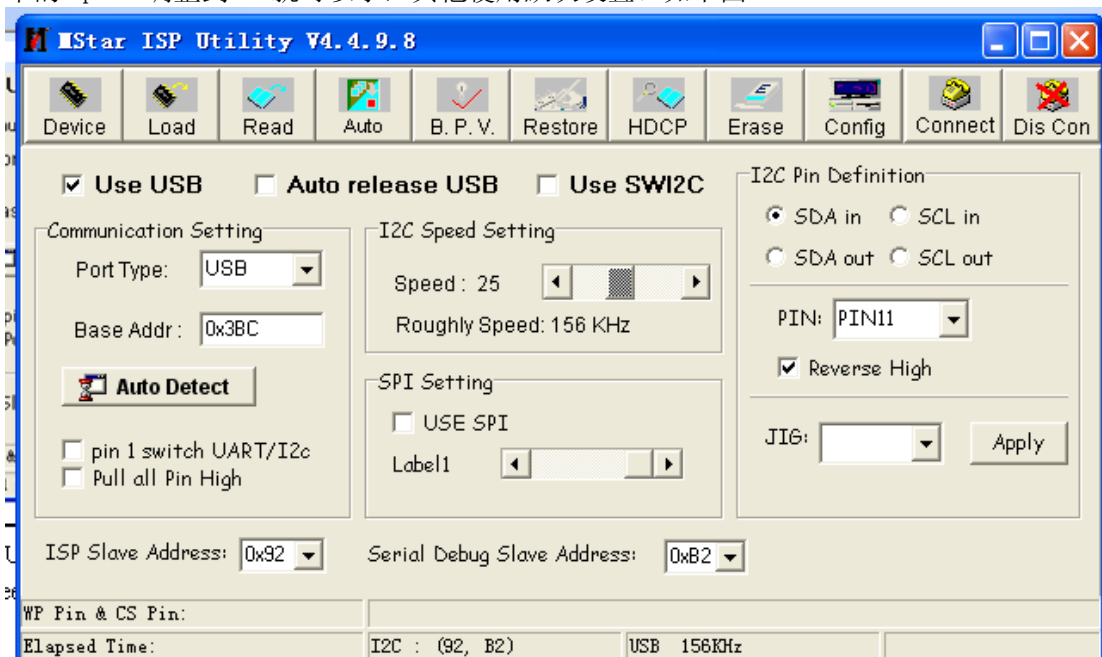 MStar ISP Utility V4.4.9.8
Device Load Read Auto B.P.V. Restore HDCP Erase Config Connect Dis Con
Use USB Auto release USB Use SWI2C
Communication Setting
Port Type: USB
Base Addr: 0x3BC
Auto Detect
pin 1 switch UART/I2c
Pull all Pin High
I2C Speed Setting
Speed: 25
Roughly Speed: 156 KHz
SPI Setting
USE SPI
Label1
I2C Pin Definition
SDA in SCL in
SDA out SCL out
PIN: PIN11
Reverse High
JIG:
Apply
ISP Slave Address: 0x92 Serial Debug Slave Address: 0xB2
WP Pin & CS Pin:
Elapsed Time: I2C : (92, B2) USB 156KHz